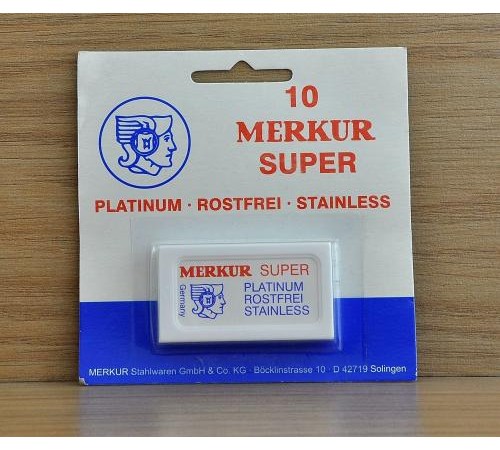 10
MERKUR
SUPER
PLATINUM · ROSTFREI · STAINLESS
MERKUR SUPER
PLATINUM
ROSTFREI
STAINLESS
Germany
MERKUR Stahlwaren GmbH & Co. KG · Böcklinstrasse 10 · D 42719 Solingen